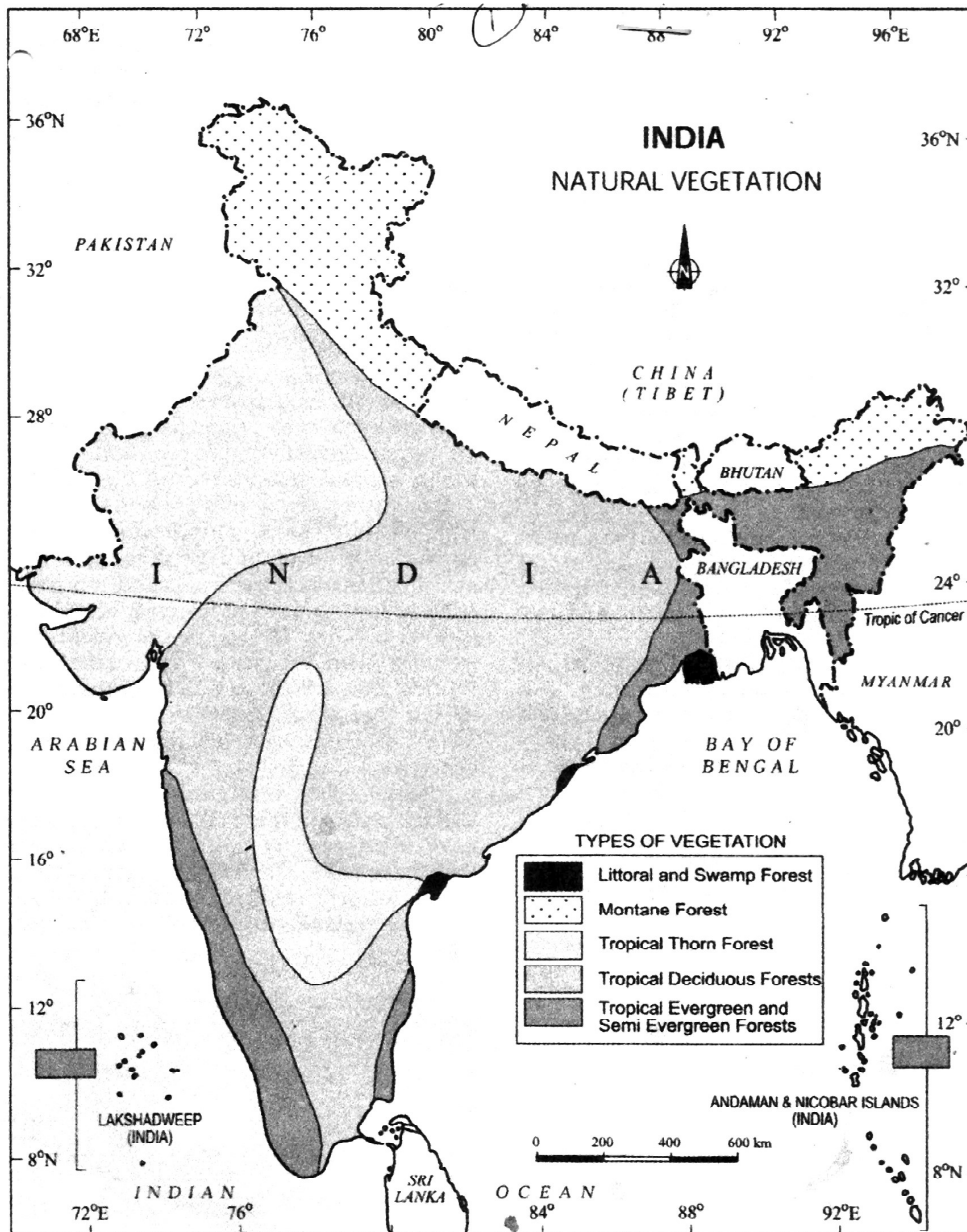 1
68°E 72° 76° 80° 84° 88° 92° 96°E
36°N
36°N
INDIA
NATURAL VEGETATION
N
PAKISTAN
32°
32°
CHINA
(TIBET)
28°
NEPAL
BHUTAN
INDIA
BANGLADESH
24°
Tropic of Cancer
MYANMAR
20°
20°
ARABIAN
SEA
BAY OF
BENGAL
16°
TYPES OF VEGETATION
Littoral and Swamp Forest
Montane Forest
Tropical Thorn Forest
Tropical Deciduous Forests
Tropical Evergreen and
Semi Evergreen Forests
12°
12°
LAKSHADWEEP
(INDIA)
ANDAMAN & NICOBAR ISLANDS
(INDIA)
0 200 400 600 km
8°N
8°N
SRI
LANKA
INDIAN OCEAN
72°E 76° 84° 88 92°E